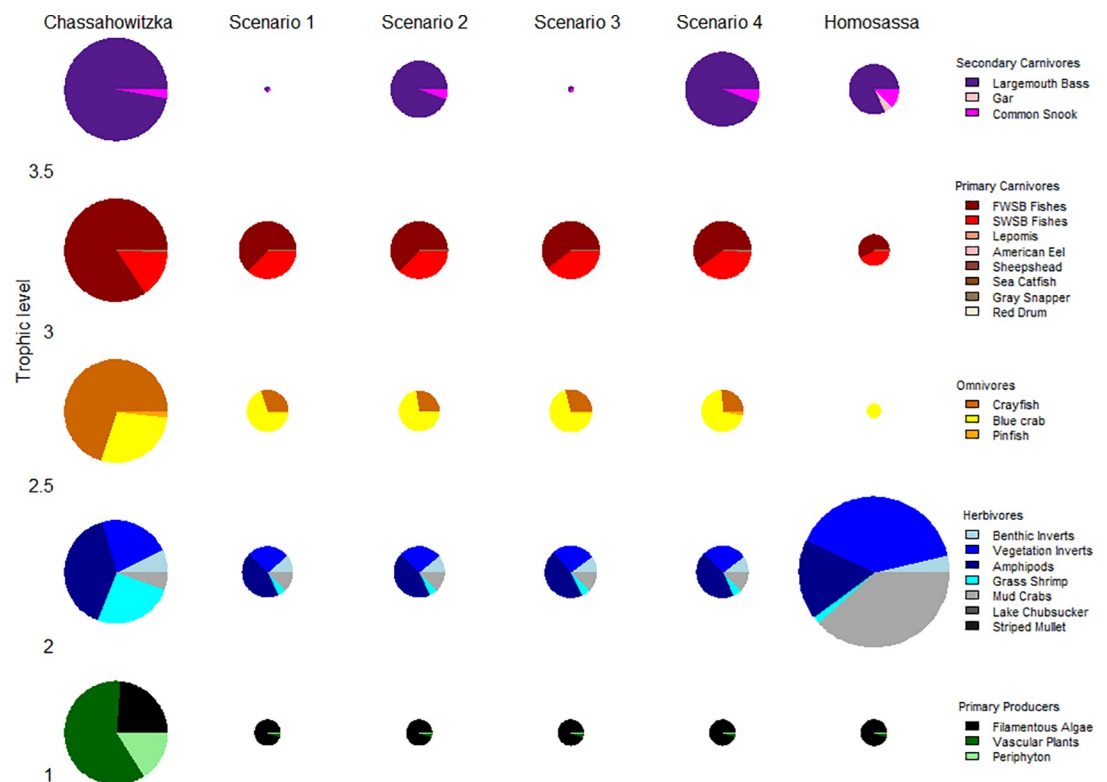 Chassahowitzka Scenario 1 Scenario 2 Scenario 3 Scenario 4 Homosassa
Secondary Carnivores
Largemouth Bass
Gar
Common Snook
3.5
Primary Carnivores
FWSB Fishes
SWSB Fishes
Lepomis
American Eel
Sheepshead
Sea Catfish
Gray Snapper
Red Drum
Trophic level
3
Omnivores
Crayfish
Blue crab
Pinfish
2.5
Herbivores
Benthic Inverts
Vegetation Inverts
Amphipods
Grass Shrimp
Mud Crabs
Lake Chubsucker
Striped Mullet
2
Primary Producers
Filamentous Algae
Vascular Plants
Periphyton
1